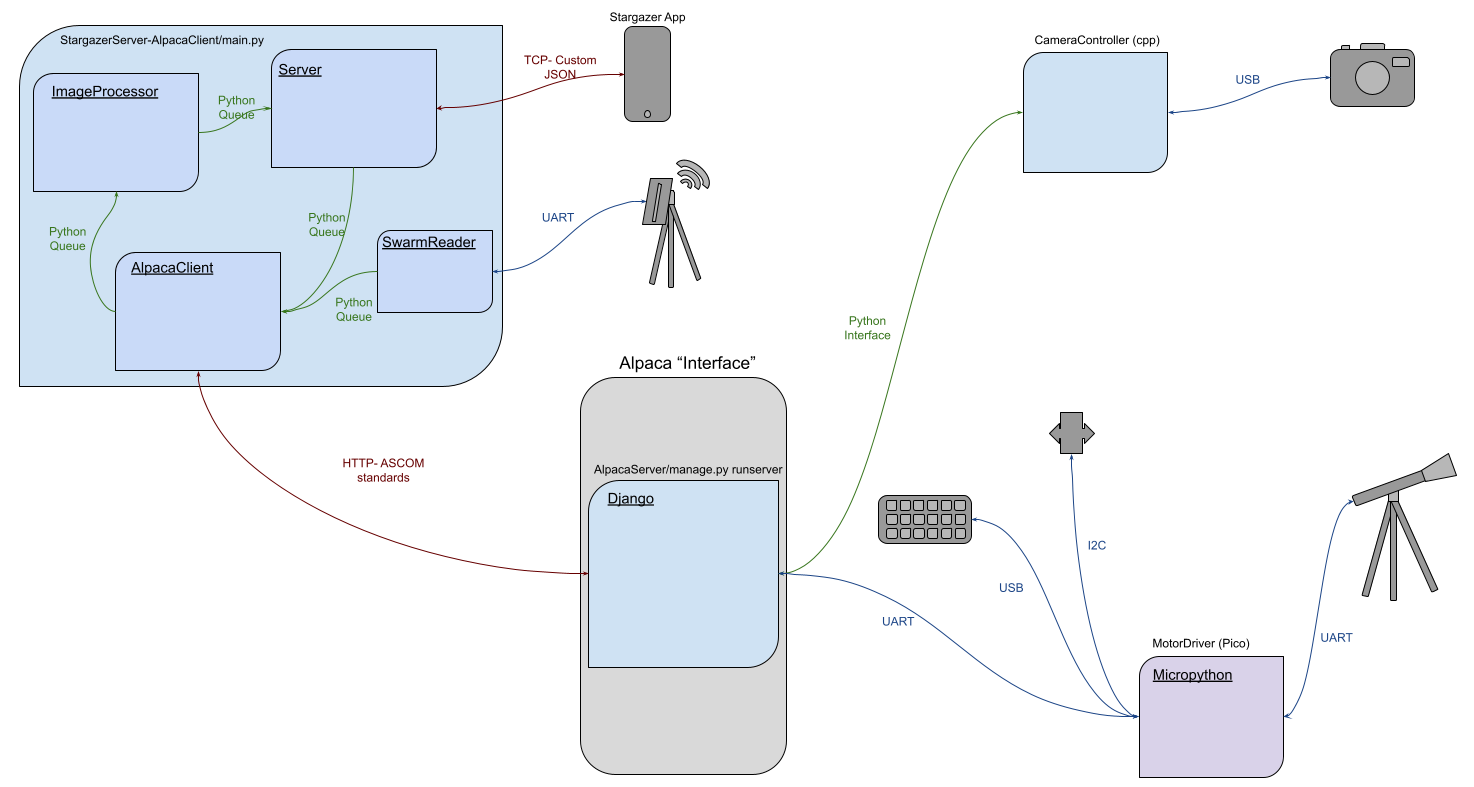 Stargazer App
StargazerServer-AlpacaClient/main.py
CameraController (cpp)
Server
TCP- Custom
JSON
ImageProcessor
Python
Queue
USB
Python
Queue
UART
Python
Queue
SwarmReader
AlpacaClient
Python
Queue
Python
Interface
Alpaca “Interface”
HTTP- ASCOM
standards
AlpacaServer/manage.py runserver
Django
I2C
USB
UART
UART
MotorDriver (Pico)
Micropython